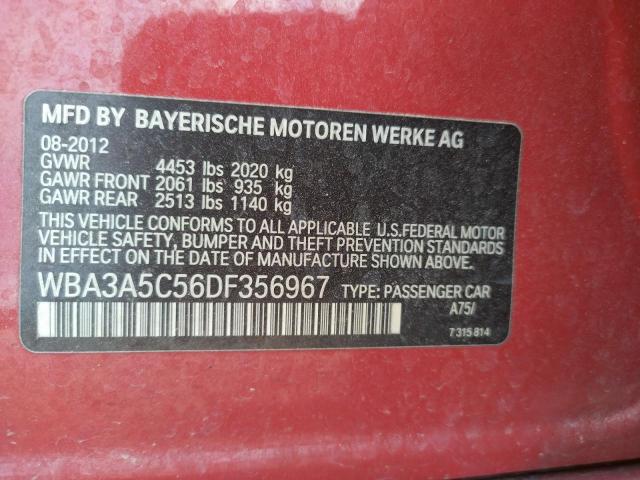 MFD BY BAYERISCHE MOTOREN WERKE AG
08-2012
GVWR 4453 lbs 2020 kg
GAWR FRONT 2061 lbs 935 kg
GAWR REAR 2513 lbs 1140 kg
THIS VEHICLE CONFORMS TO ALL APPLICABLE U.S.FEDERAL MOTOR
VEHICLE SAFETY, BUMPER AND THEFT PREVENTION STANDARDS
IN EFFECT ON THE DATE OF MANUFACTURE SHOWN ABOVE.
WBA3A5C56DF356967 TYPE: PASSENGER CAR
A75/
7 315 814